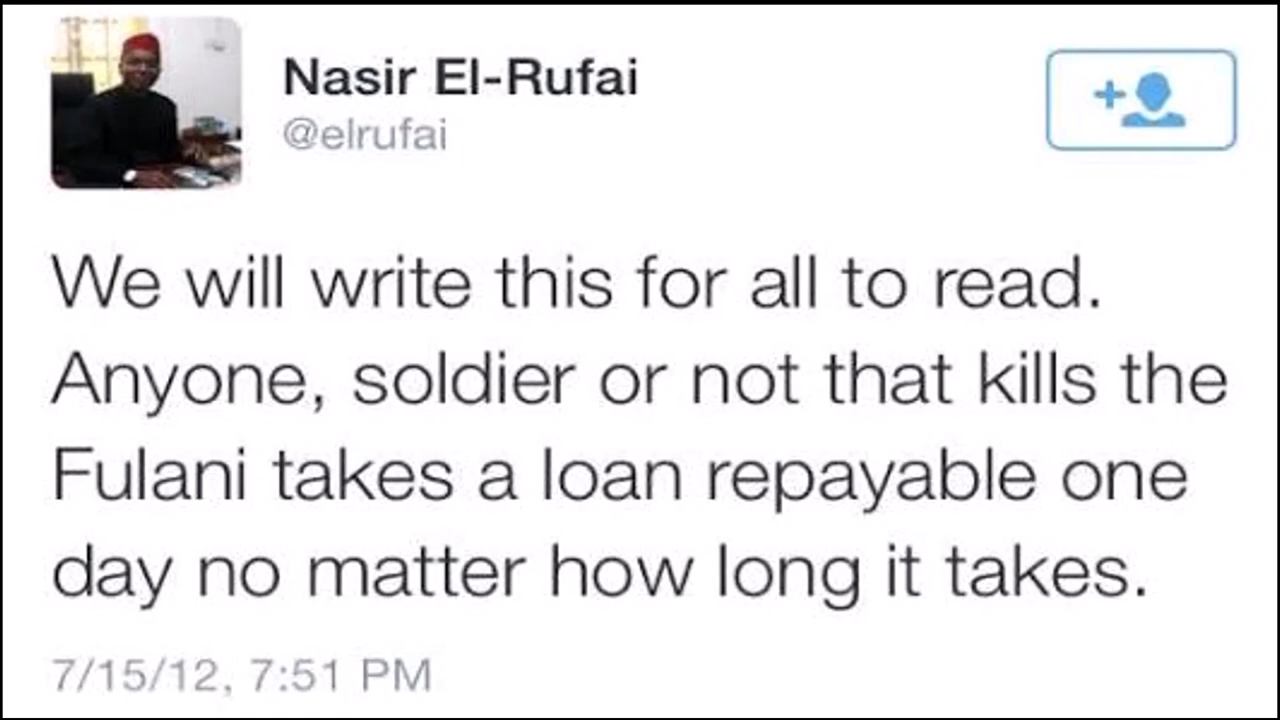 Nasir El-Rufai
@elrufai
We will write this for all to read.
Anyone, soldier or not that kills the
Fulani takes a loan repayable one
day no matter how long it takes.
7/15/12, 7:51 PM